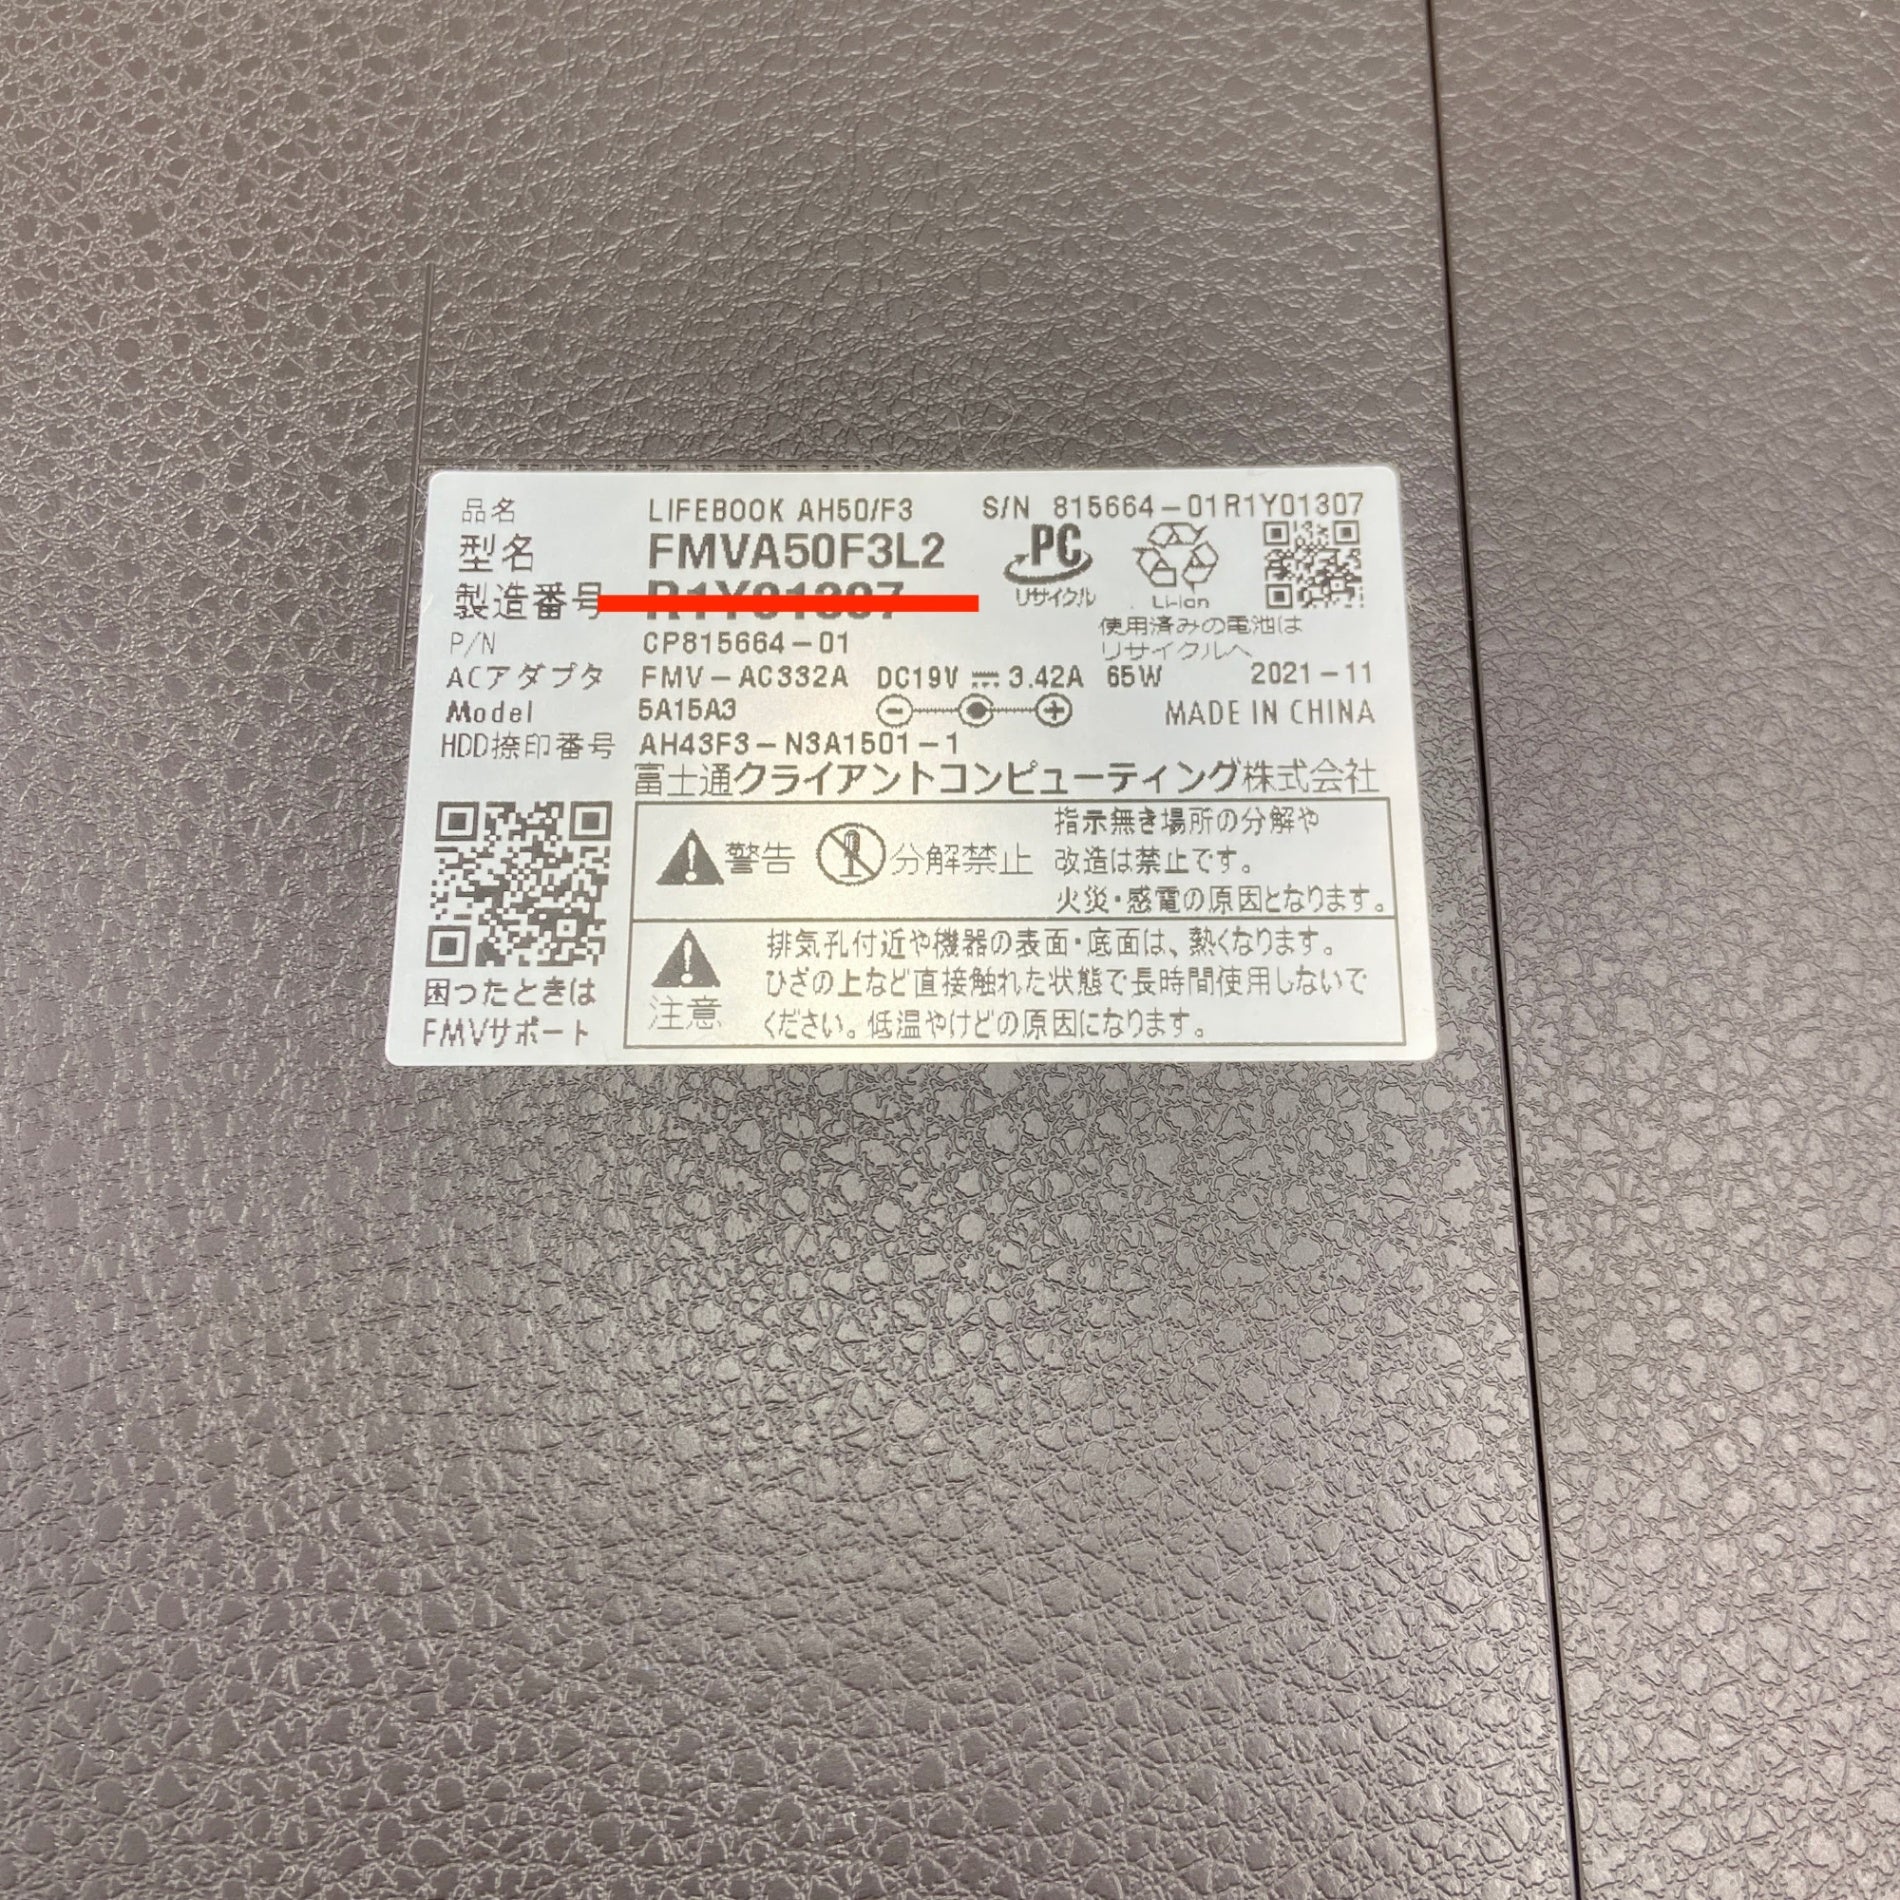 品名 LIFEBOOK AH50/F3 S/N 815664-01R1Y01307
型名 FMVA50F3L2
製造番号
PC
リサイクル
Li-ion
P/N CP815664-01
使用済みの電池は
リサイクルへ
ACアダプタ FMV-AC332A DC19V 3.42A 65W 2021-11
Model 5A15A3 MADE IN CHINA
HDD捺印番号 AH43F3-N3A1501-1
富士通クライアントコンピューティング株式会社
警告 分解禁止
指示無き場所の分解や
改造は禁止です。
火災・感電の原因となります。
注意
排気孔付近や機器の表面・底面は、熱くなります。
ひざの上など直接触れた状態で長時間使用しないで
ください。低温やけどの原因になります。
困ったときは
FMVサポート